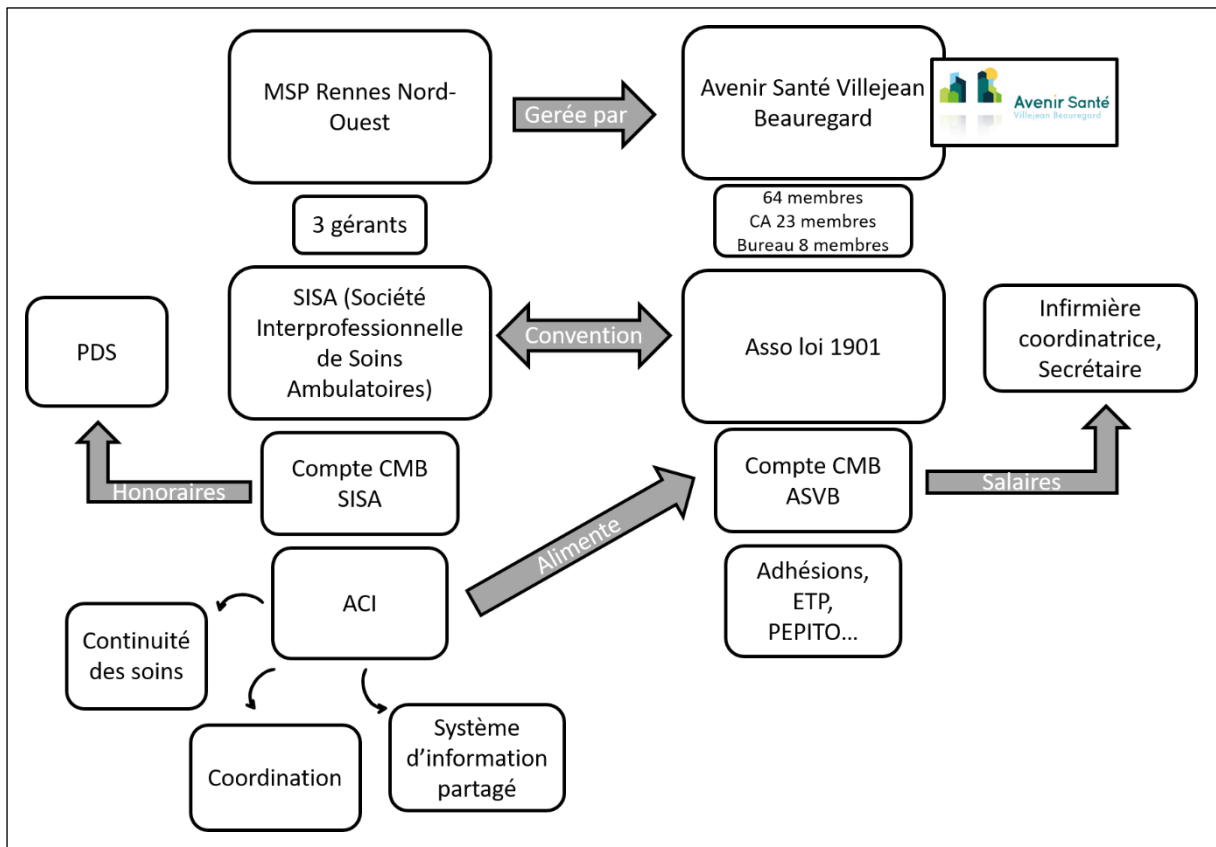 MSP Rennes Nord-
Ouest
Gerée par
Avenir Santé Villejean
Beauregard
Avenir Santé
Villejean Beauregard
3 gérants
64 membres
CA 23 membres
Bureau 8 membres
PDS
SISA (Société
Interprofessionnelle
de Soins
Ambulatoires)
Convention
Asso loi 1901
Infirmière
coordinatrice,
Secrétaire
Honoraires
Compte CMB
SISA
Alimente
Compte CMB
ASVB
Salaires
ACI
Adhésions,
ETP,
PEPITO...
Continuité
des soins
Coordination
Système
d'information
partagé